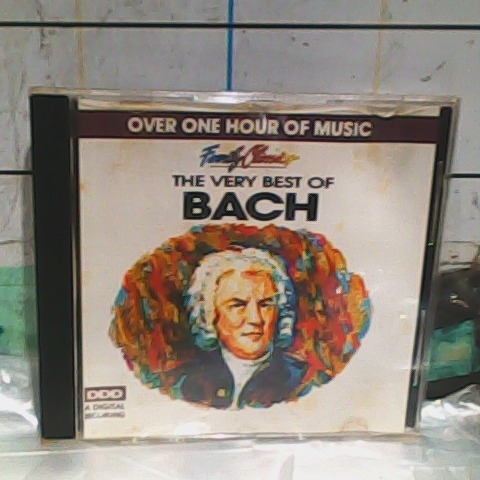 OVER ONE HOUR OF MUSIC
Family Classics
THE VERY BEST OF
BACH
DDD
A DIGITAL
RECORDING